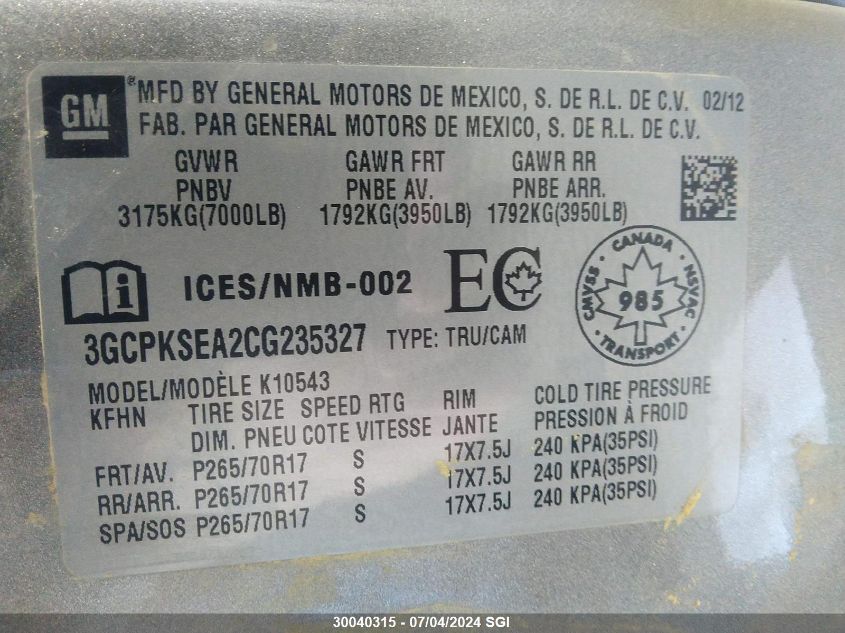 GM ® MFD BY GENERAL MOTORS DE MEXICO, S. DE R.L. DE C.V. 02/12
FAB. PAR GENERAL MOTORS DE MEXICO, S. DE R.L. DE C.V.
GVWR GAWR FRT GAWR RR
PNBV PNBE AV. PNBE ARR.
3175KG(7000LB) 1792KG(3950LB) 1792KG(3950LB)
i ICES/NMB-002 EC
CANADA
CMVSS 985 NSVAC
TRANSPORT
3GCPKSEA2CG235327 TYPE: TRU/CAM
MODEL/MODÈLE K10543
KFHN TIRE SIZE SPEED RTG RIM COLD TIRE PRESSURE
DIM. PNEU COTE VITESSE JANTE PRESSION À FROID
FRT/AV. P265/70R17 S 17X7.5J 240 KPA(35PSI)
RR/ARR. P265/70R17 S 17X7.5J 240 KPA(35PSI)
SPA/SOS P265/70R17 S 17X7.5J 240 KPA(35PSI)
30040315 - 07/04/2024 SGI